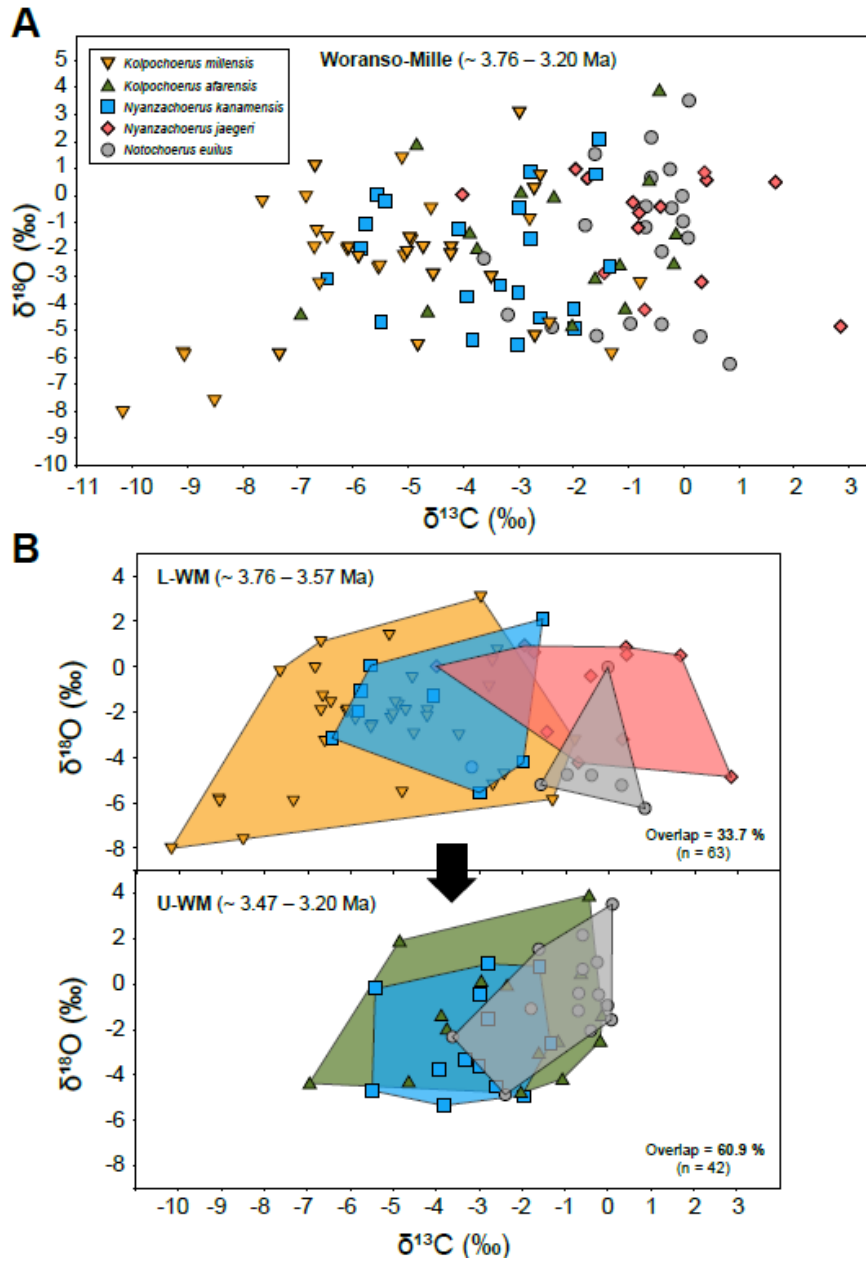 A
Woranso-Mille (~ 3.76 – 3.20 Ma)
Kolpochoerus millensis
Kolpochoerus afarensis
Nyanzachoerus kanamensis
Nyanzachoerus jaegeri
Notochoerus euilus
5
4
3
2
1
0
-1
-2
-3
-4
-5
-6
-7
-8
-9
-10
δ18O (‰)
-11 -10 -9 -8 -7 -6 -5 -4 -3 -2 -1 0 1 2 3
δ13C (‰)
B
L-WM (~ 3.76 – 3.57 Ma)
4
2
0
-2
-4
-6
-8
δ18O (‰)
Overlap = 33.7 %
(n = 63)
U-WM (~ 3.47 – 3.20 Ma)
4
2
0
-2
-4
-6
-8
δ18O (‰)
Overlap = 60.9 %
(n = 42)
-10 -9 -8 -7 -6 -5 -4 -3 -2 -1 0 1 2 3
δ13C (‰)